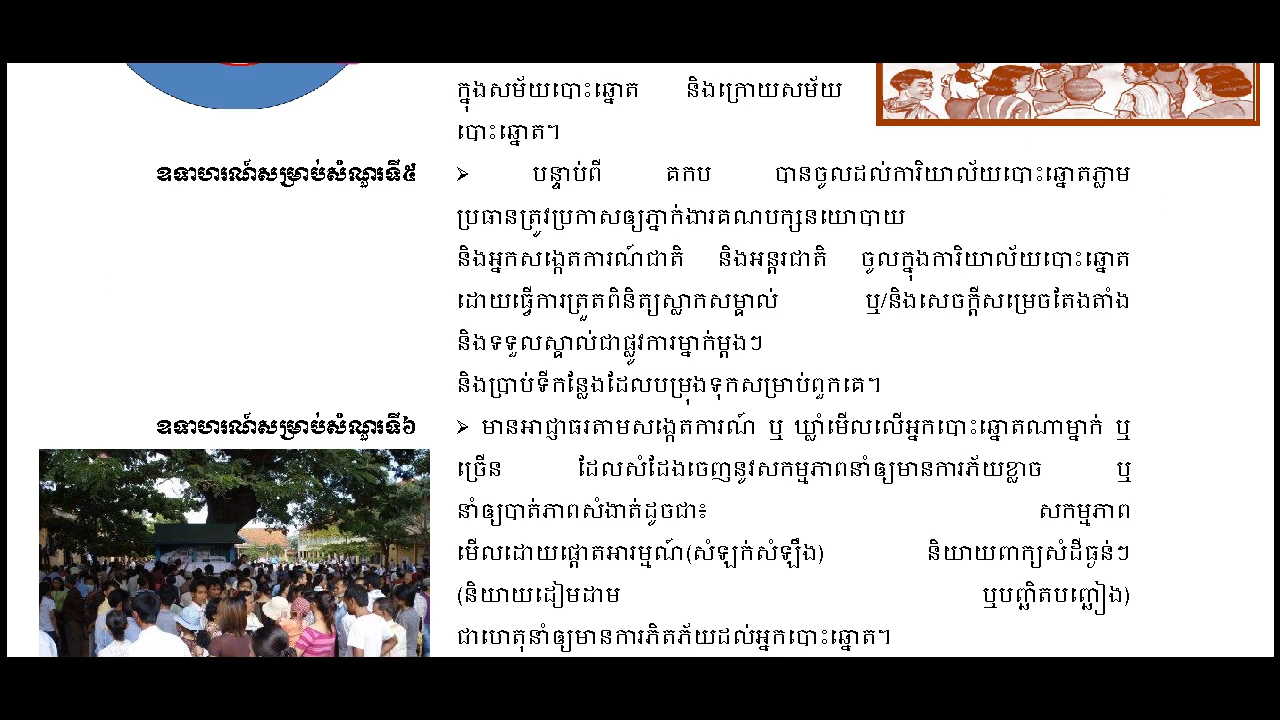 ក្នុងសម័យបោះឆ្នោត និងក្រោយសម័យ
បោះឆ្នោត។
ឧទាហរណ៍សម្រាប់សំណួរទី៥
➢ បន្ទាប់ពី គកប បានចូលដល់ការិយាល័យបោះឆ្នោតភ្លាម
ប្រធានត្រូវប្រកាសឲ្យភ្នាក់ងារគណបក្សនយោបាយ
និងអ្នកសង្កេតការណ៍ជាតិ និងអន្តរជាតិ ចូលក្នុងការិយាល័យបោះឆ្នោត
ដោយធ្វើការត្រួតពិនិត្យស្លាកសម្គាល់ ឬ/និងសេចក្តីសម្រេចតែងតាំង
និងទទួលស្គាល់ជាផ្លូវការម្នាក់ម្តងៗ
និងប្រាប់ទីកន្លែងដែលបម្រុងទុកសម្រាប់ពួកគេ។
ឧទាហរណ៍សម្រាប់សំណួរទី៦
➢ មានអាជ្ញាធរតាមសង្កេតការណ៍ ឬ ឃ្លាំមើលលើអ្នកបោះឆ្នោតណាម្នាក់ ឬ
ច្រើន ដែលសំដែងចេញនូវសកម្មភាពនាំឲ្យមានការភ័យខ្លាច ឬ
នាំឲ្យបាត់ភាពសំងាត់ដូចជា៖ សកម្មភាព
មើលដោយផ្តោតអារម្មណ៍(សំឡក់សំឡឹង) និយាយពាក្យសំដីធ្ងន់ៗ
(និយាយដៀមដាម ឬបញ្ឆិតបញ្ឆៀង)
ជាហេតុនាំឲ្យមានការភិតភ័យដល់អ្នកបោះឆ្នោត។